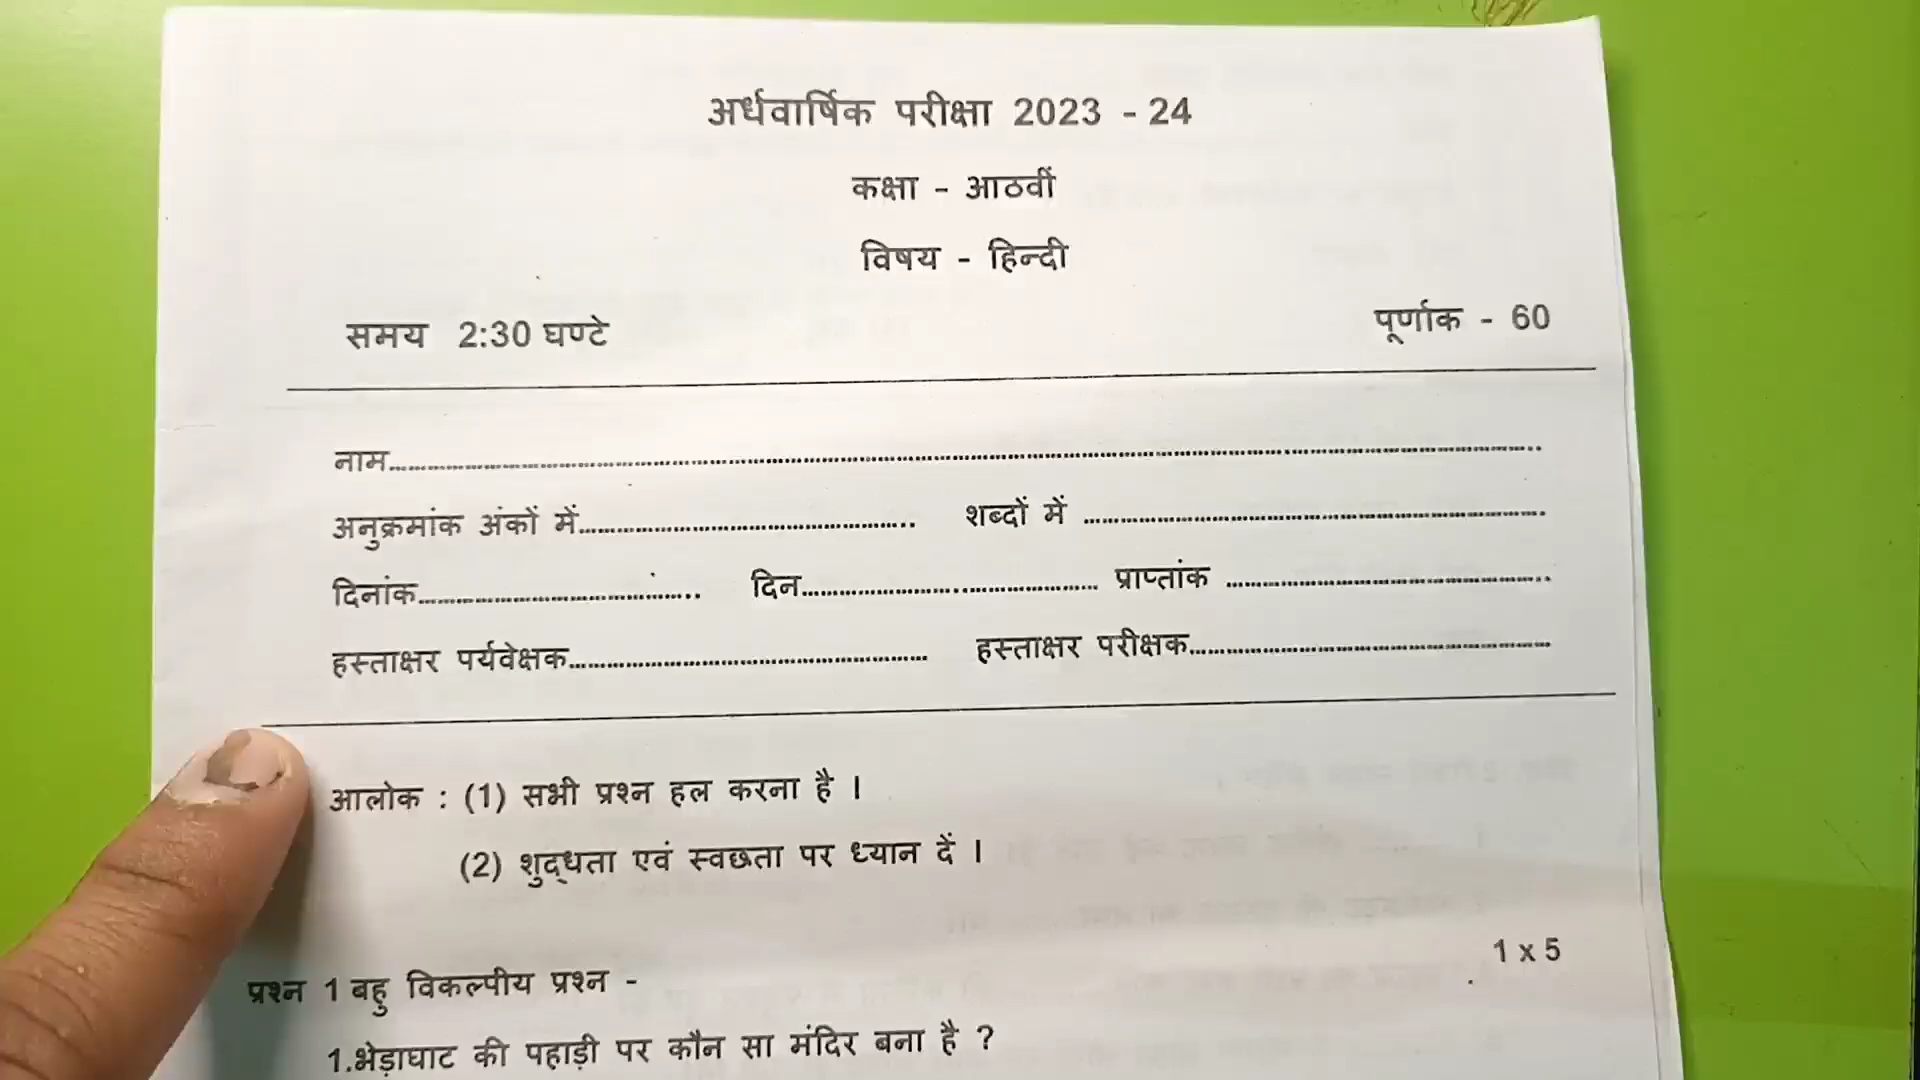 अर्धवार्षिक परीक्षा 2023 - 24
कक्षा - आठवीं
विषय - हिन्दी
समय 2:30 घण्टे पूर्णाक - 60
नाम.......................................................................................
अनुक्रमांक अंकों में........................................ शब्दों में ........................................
दिनांक.............................. दिन.............................. प्राप्तांक ..............................
हस्ताक्षर पर्यवेक्षक........................................ हस्ताक्षर परीक्षक........................................
आलोक : (1) सभी प्रश्न हल करना है ।
(2) शुद्धता एवं स्वछता पर ध्यान दें ।
1 x 5
प्रश्न 1 बहु विकल्पीय प्रश्न -
1.भेड़ाघाट की पहाड़ी पर कौन सा मंदिर बना है ?